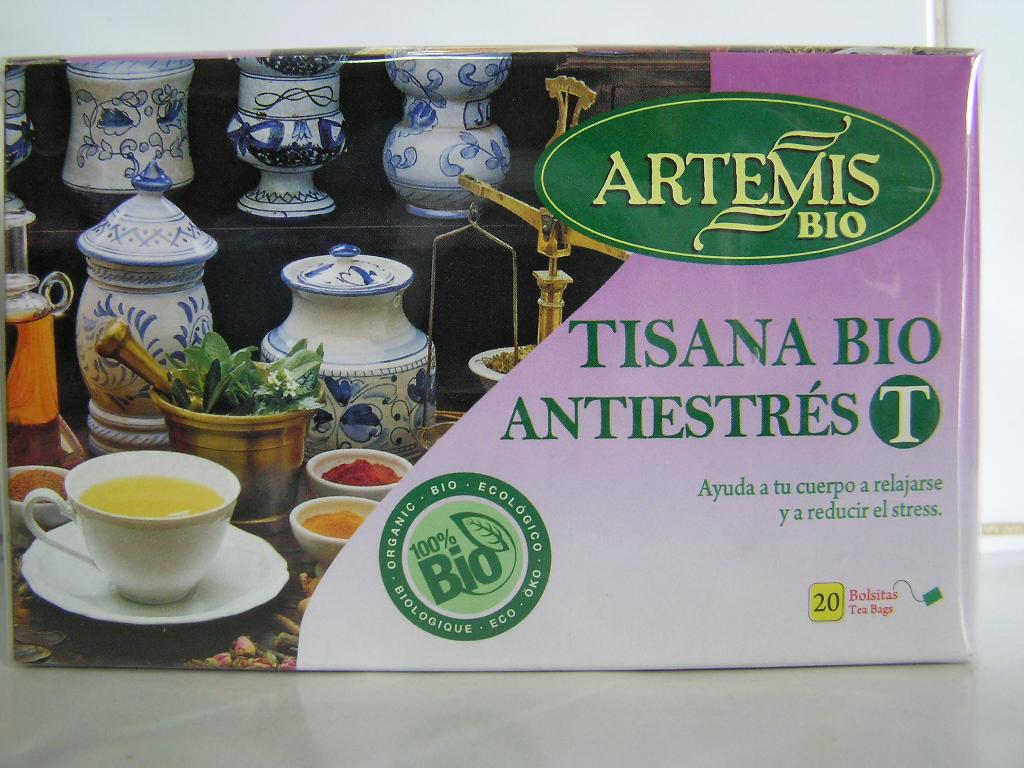 ARTEMIS
BIO
TISANA BIO
ANTIESTRÉS T
Ayuda a tu cuerpo a relajarse
y a reducir el stress.
ORGANIC · BIO · ECOLÓGICO · ÖKO · ECO · BIOLOGIQUE ·
100%
Bio
20 Bolsitas
Tea Bags